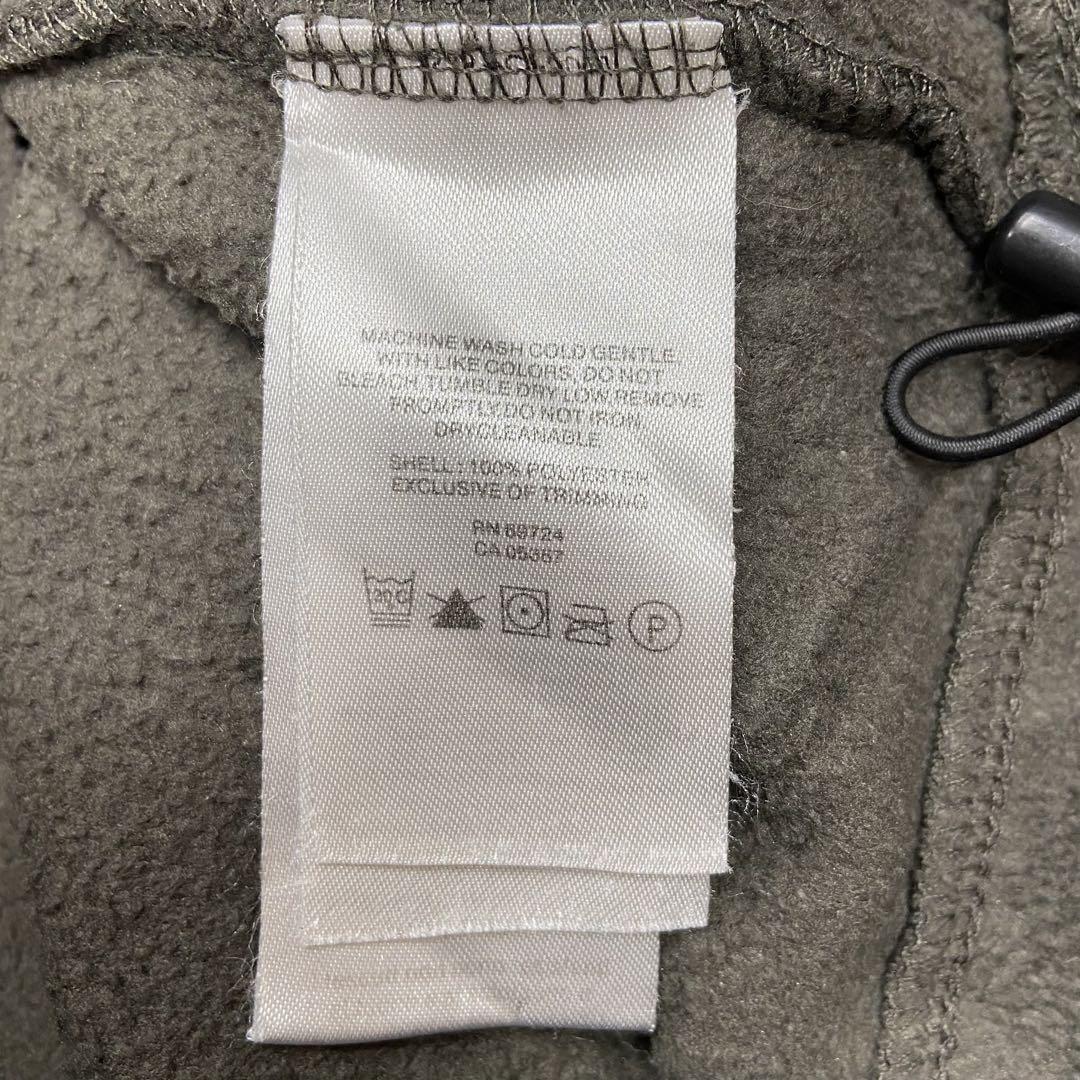 MACHINE WASH COLD GENTLE
WITH LIKE COLORS, DO NOT
BLEACH TUMBLE DRY LOW REMOVE
PROMPTLY DO NOT IRON,
DRYCLEANABLE
SHELL: 100% POLYESTER
EXCLUSIVE OF TRIMMING
RN 69724
CA 05367
30°C
P